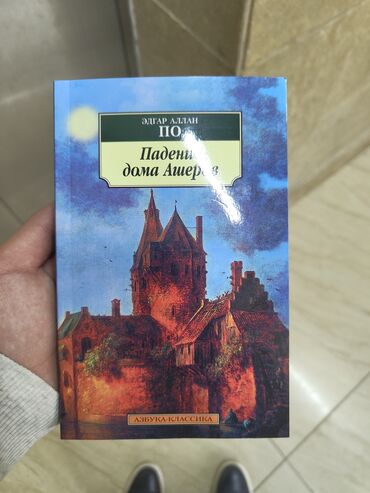 ЭДГАР АЛЛАН
ПО
Падение
дома Ашеров
АЗБУКА-КЛАССИКА